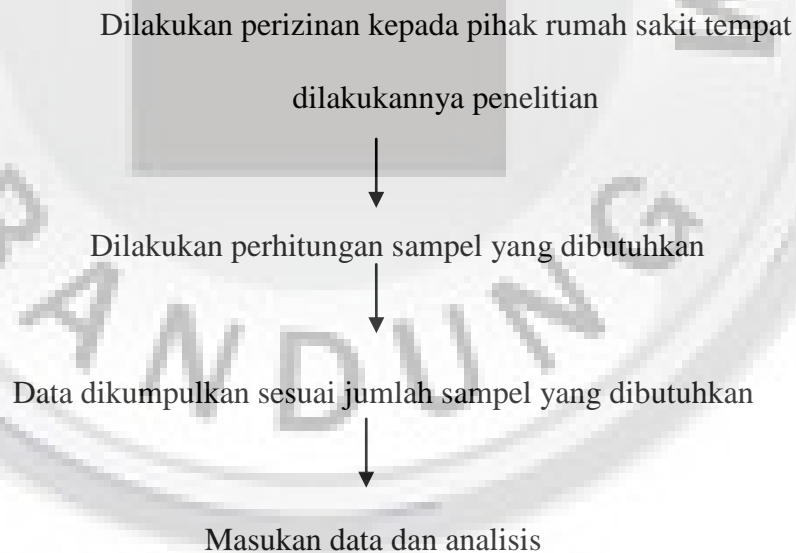 Dilakukan perizinan kepada pihak rumah sakit tempat
dilakukannya penelitian
Dilakukan perhitungan sampel yang dibutuhkan
Data dikumpulkan sesuai jumlah sampel yang dibutuhkan
Masukan data dan analisis
BANDUNG